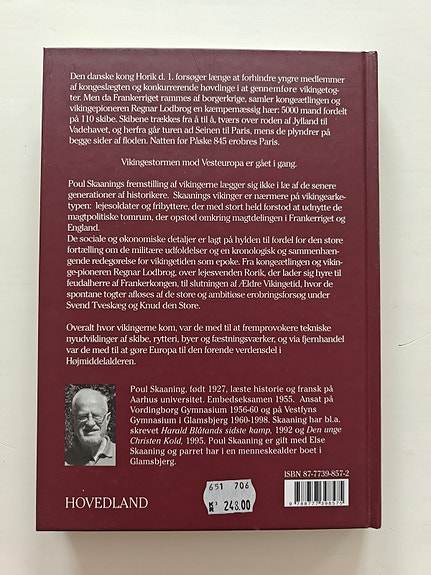 Den danske kong Horik d. 1. forsøger længe at forhindre yngre medlemmer
af kongeslægten og konkurrerende høvdinge i at gennemføre vikingetog-
ter. Men da Frankerriget rammes af borgerkrige, samler kongeætlingen og
vikingepioneren Regnar Lodbrog en kæmpemæssig hær: 5000 mand fordelt
på 110 skibe. Skibene trækkes fra å til å, tværs over roden af Jylland til
Vadehavet, og herfra går turen ad Seinen til Paris, mens de plyndrer på
begge sider af floden. Natten før Påske 845 erobres Paris.
Vikingestormen mod Vesteuropa er gået i gang.
Poul Skaanings fremstilling af vikingerne lægger sig ikke i læ af de senere
generationer af historikere. Skaanings vikinger er nærmere på vikingearke-
typen: lejesoldater og fribyttere, der med stort held forstod at udnytte de
magtpolitiske tomrum, der opstod omkring magtdelingen i Frankerriget og
England.
De sociale og økonomiske detaljer er lagt på hylden til fordel for den store
fortælling om de militære udfoldelser og en kronologisk og sammenhæn-
gende redegørelse for vikingetiden som epoke. Fra kongeætlingen og vikin-
ge-pioneren Regnar Lodbrog, over lejesvenden Rorik, der lader sig hyre til
feudalherre af Frankerkongen, til slutningen af Ældre Vikingetid, hvor de
spontane togter afløses af de store og ambitiøse erobringsforsøg under
Svend Tveskæg og Knud den Store.
Overalt hvor vikingerne kom, var de med til at fremprovokere tekniske
nyudviklinger af skibe, rytteri, byer og fæstningsværker, og via fjernhandel
var de med til at gøre Europa til den førende verdensdel i
Højmiddelalderen.
Poul Skaaning, født 1927, læste historie og fransk på
Aarhus universitet. Embedseksamen 1955. Ansat på
Vordingborg Gymnasium 1956-60 og på Vestfyns
Gymnasium i Glamsbjerg 1960-1998. Skaaning har bl.a.
skrevet Harald Blåtands sidste kamp, 1992 og Den unge
Christen Kold, 1995. Poul Skaaning er gift med Else
Skaaning og parret har i en menneskealder boet i
Glamsbjerg.
ISBN 87-7739-857-2
9 788777 398575
651 706
kr 248.00
HOVEDLAND